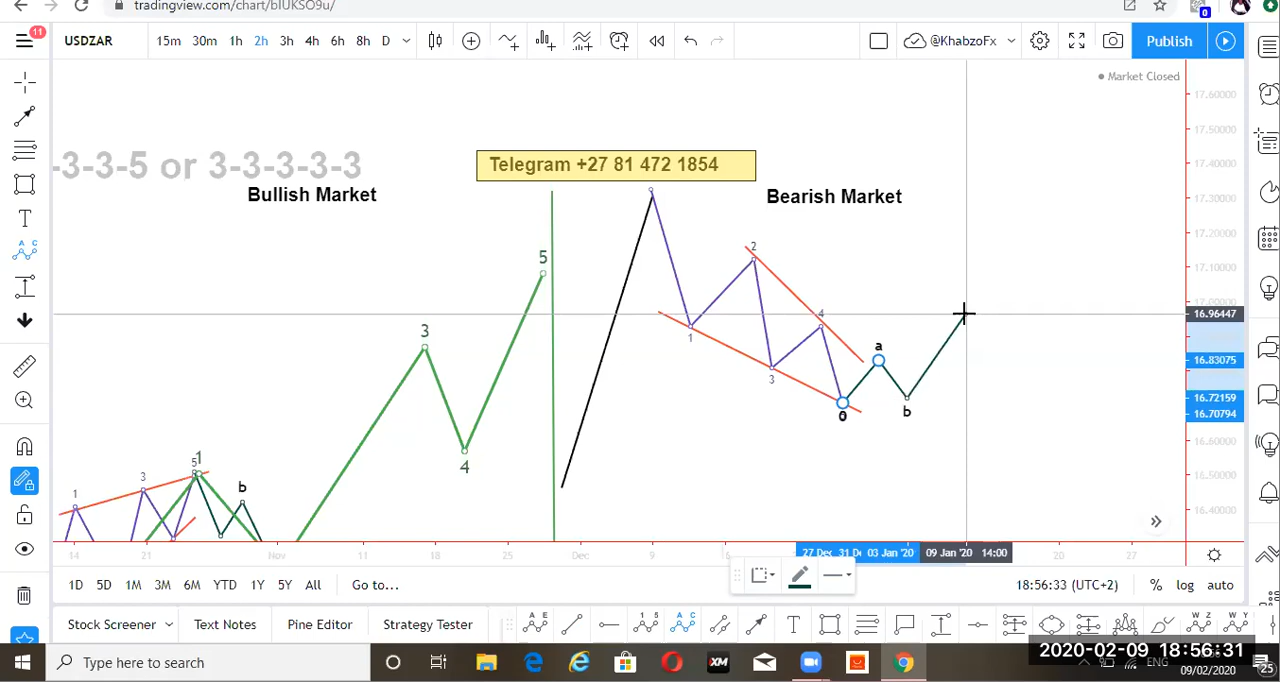 tradingview.com/chart/bIUKSO9u/
0
11
USDZAR
15m 30m 1h 2h 3h 4h 6h 8h D
@KhabzoFx
Publish
Market Closed
-3-3-5 or 3-3-3-3-3
Telegram +27 81 472 1854
Bullish Market
Bearish Market
17.60000
17.50000
17.40000
17.30000
17.20000
17.10000
17.00000
16.96447
16.83075
16.72159
16.70794
16.60000
16.50000
16.40000
5
3
4
2
4
1
3
a
b
0
1
3
5
1
b
14 21 Nov 11 18 25 Dec 9 16 27 Dec 31 D 03 Jan '20 09 Jan '20 14:00 20 27
1D 5D 1M 3M 6M YTD 1Y 5Y All Go to...
18:56:33 (UTC+2) % log auto
Stock Screener Text Notes Pine Editor Strategy Tester
Type here to search
XM
ENG
2020-02-09 18:56:31
09/02/2020
25